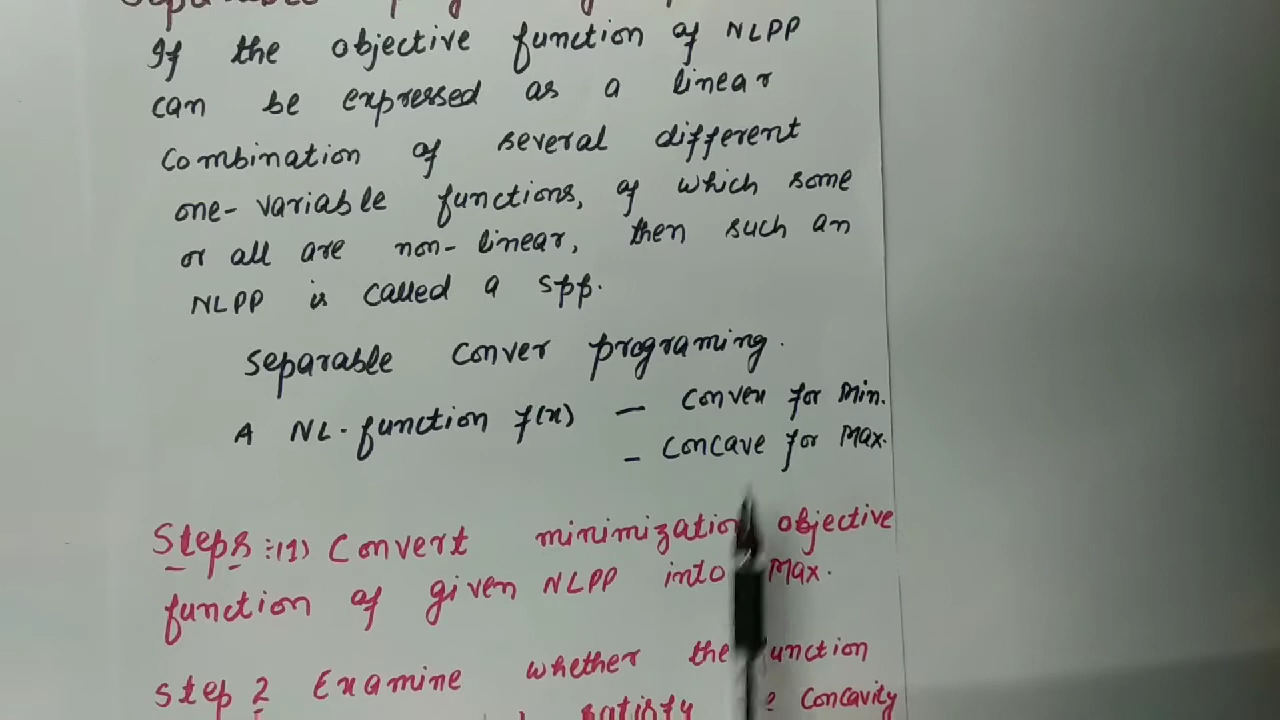 Separable
If the objective function of NLPP
can be expressed as a linear
combination of several different
one-variable functions, of which some
or all are non-linear, then such an
NLPP is called a SPP.
Separable Conver programing.
A NL-function f(x) — Convex for Min.
- Concave for Max.
Steps:(1) Convert minimization objective
function of given NLPP into Max.
Step 2 Examine whether the function
satisfy concavity